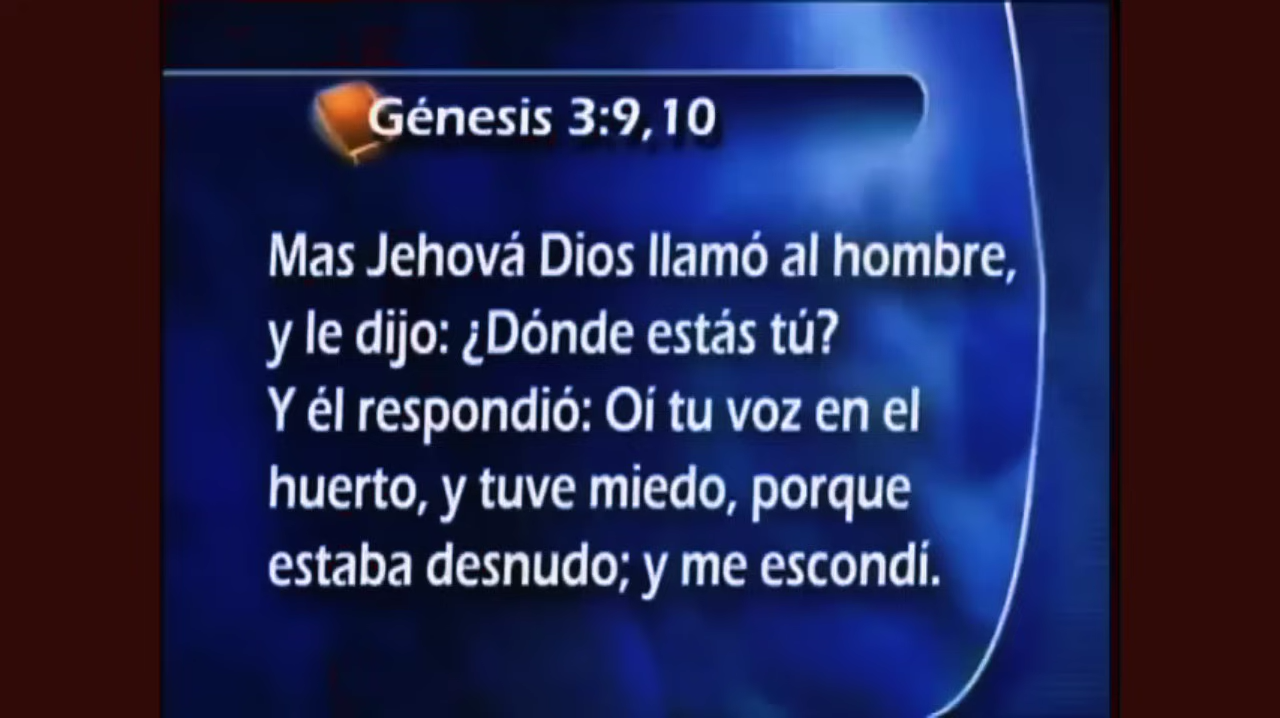 Génesis 3:9,10
Mas Jehová Dios llamó al hombre,
y le dijo: ¿Dónde estás tú?
Y él respondió: Oí tu voz en el
huerto, y tuve miedo, porque
estaba desnudo; y me escondí.